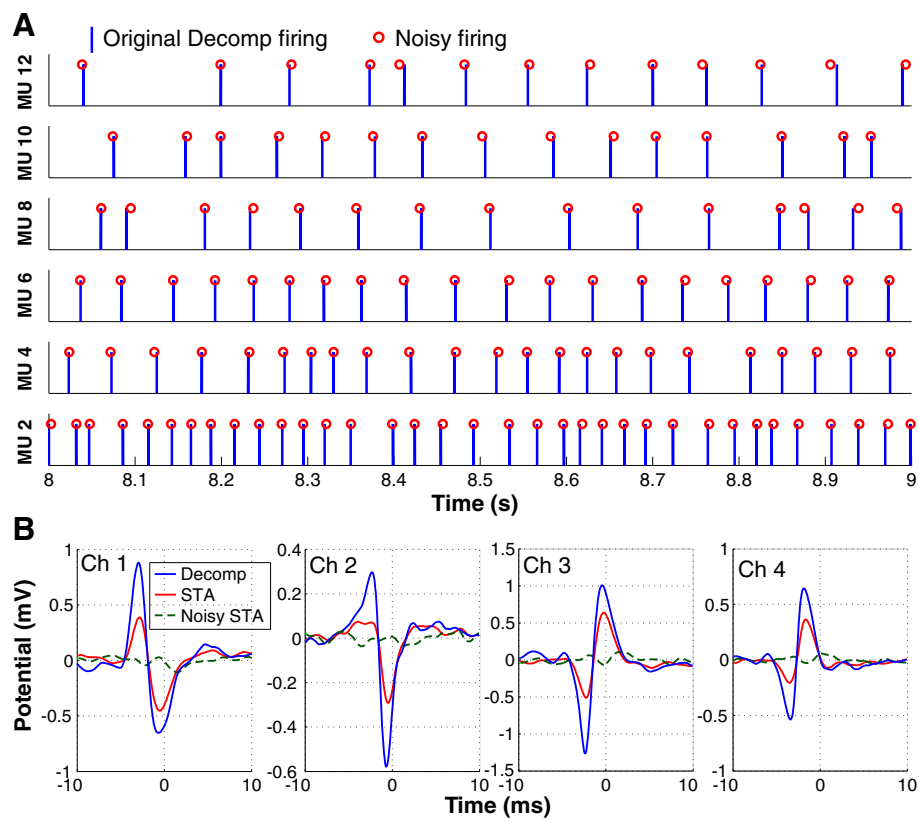 A
Original Decomp firing
Noisy firing
MU 12
MU 10
MU 8
MU 6
MU 4
MU 2
8 8.1 8.2 8.3 8.4 8.5 8.6 8.7 8.8 8.9 9
Time (s)
B
Potential (mV)
Ch 1
Decomp
STA
Noisy STA
1
0.5
0
-0.5
-1
-10 0 10
Ch 2
0.4
0.2
0
-0.2
-0.4
-0.6
-10 0 10
Ch 3
1.5
1
0.5
0
-0.5
-1
-1.5
-10 0 10
Ch 4
1
0.5
0
-0.5
-1
-10 0 10
Time (ms)